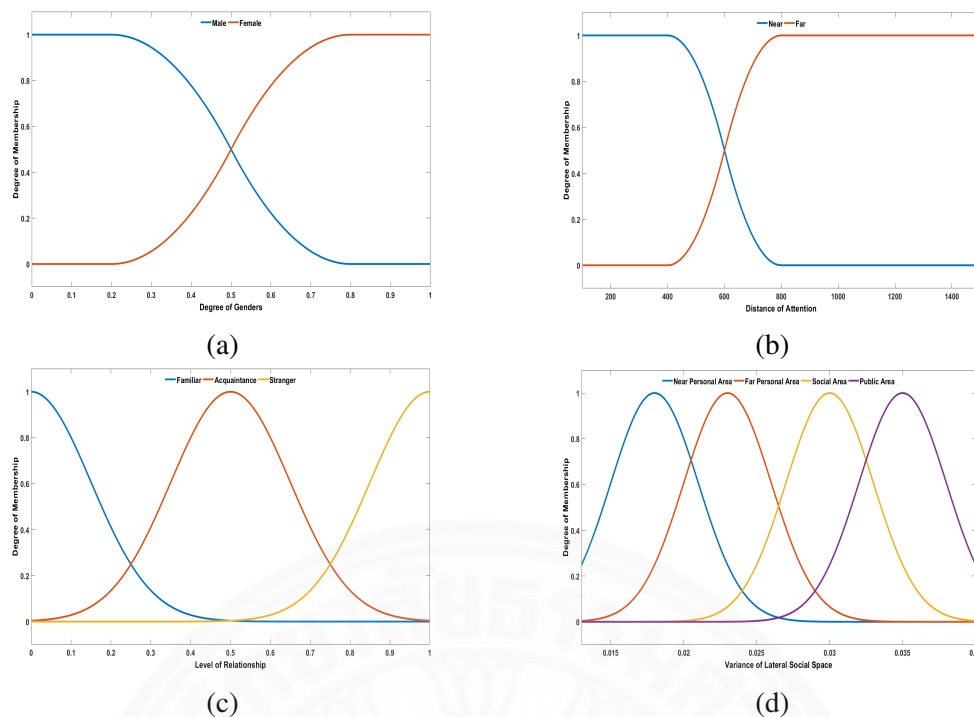 Male Female
Degree of Membership
1
0.8
0.6
0.4
0.2
0
0 0.1 0.2 0.3 0.4 0.5 0.6 0.7 0.8 0.9 1
Degree of Genders
(a)
Near Far
Degree of Membership
1
0.8
0.6
0.4
0.2
0
200 400 600 800 1000 1200 1400
Distance of Attention
(b)
Familiar Acquaintance Stranger
Degree of Membership
1
0.8
0.6
0.4
0.2
0
0 0.1 0.2 0.3 0.4 0.5 0.6 0.7 0.8 0.9 1
Level of Relationship
(c)
Near Personal Area Far Personal Area Social Area Public Area
Degree of Membership
1
0.8
0.6
0.4
0.2
0
0.015 0.02 0.025 0.03 0.035
Variance of Lateral Social Space
(d)